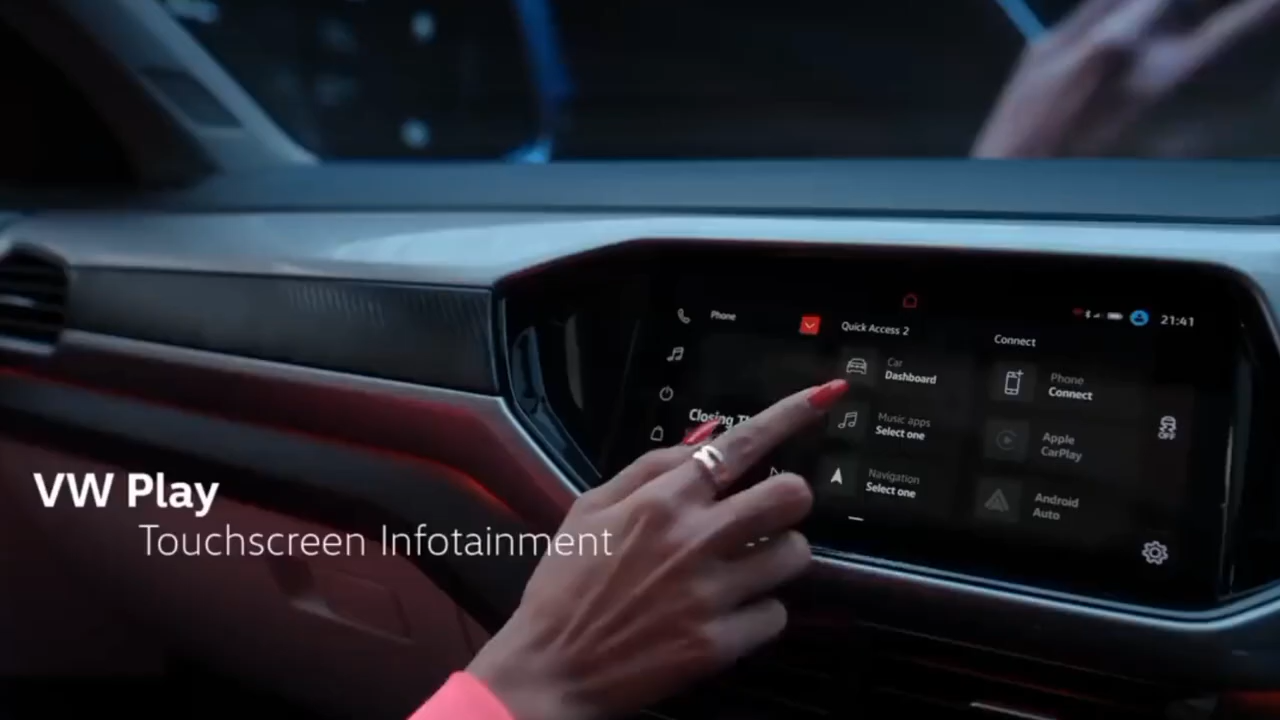 21:41
Phone
Quick Access 2
Connect
Car
Dashboard
Phone
Connect
Closing
Music apps
Select one
Apple
CarPlay
Navigation
Select one
Android
Auto
OFF
VW Play
Touchscreen Infotainment